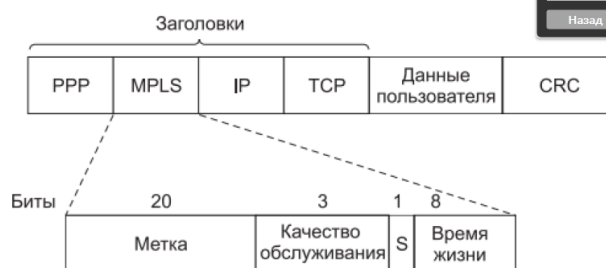 Назад
Заголовки
PPP MPLS IP TCP Данные пользователя CRC
Биты 20 3 1 8
Метка Качество обслуживания S Время жизни